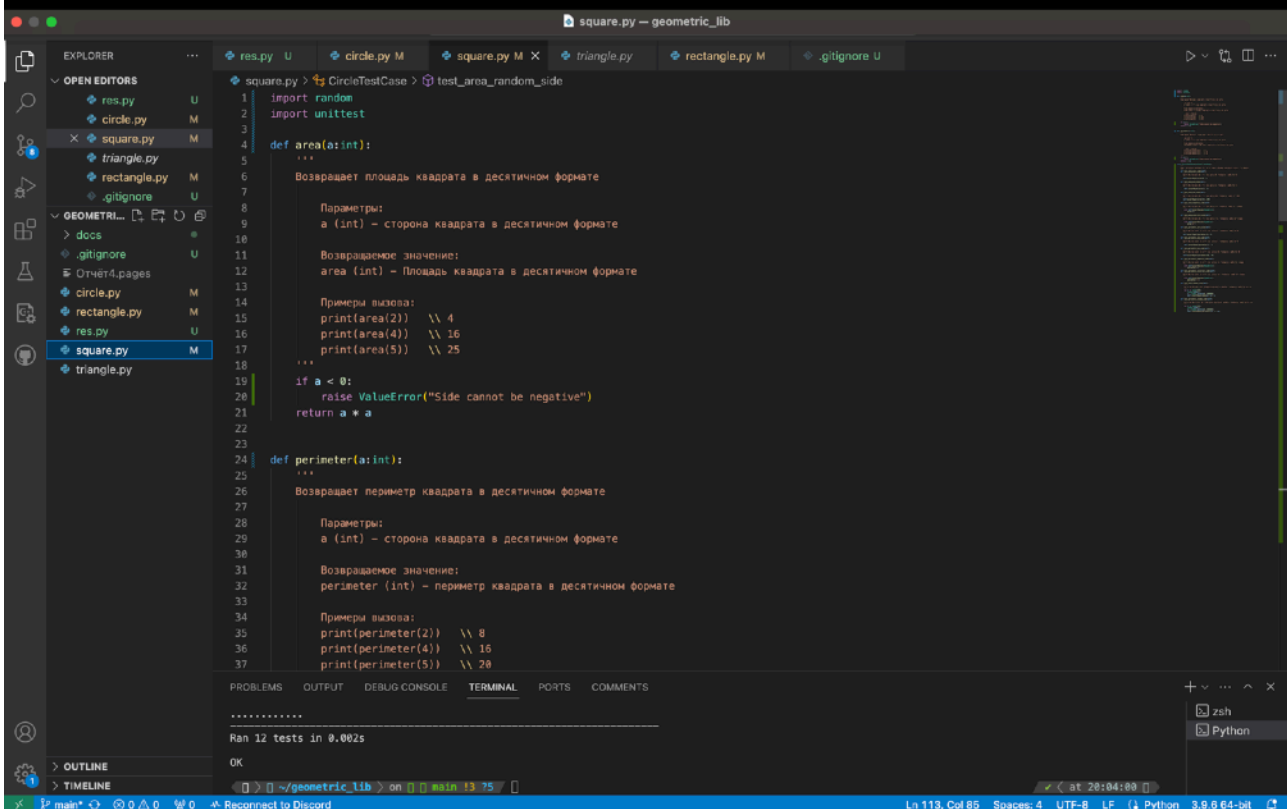 square.py — geometric_lib
EXPLORER
res.py U
circle.py M
square.py M
triangle.py
rectangle.py M
.gitignore U
OPEN EDITORS
res.py U
circle.py M
square.py M
triangle.py
rectangle.py M
.gitignore U
GEOMETRI...
docs
.gitignore U
Отчёт4.pages
circle.py M
rectangle.py M
res.py U
square.py M
triangle.py
8
square.py > CircleTestCase > test_area_random_side
1 import random
2 import unittest
3
4 def area(a:int):
5 '''
6 Возвращает площадь квадрата в десятичном формате
7
8 Параметры:
9 a (int) – сторона квадрата в десятичном формате
10
11 Возвращаемое значение:
12 area (int) – Площадь квадрата в десятичном формате
13
14 Примеры вызова:
15 print(area(2)) \\ 4
16 print(area(4)) \\ 16
17 print(area(5)) \\ 25
18 '''
19 if a < 0:
20 raise ValueError("Side cannot be negative")
21 return a * a
22
23
24 def perimeter(a:int):
25 '''
26 Возвращает периметр квадрата в десятичном формате
27
28 Параметры:
29 a (int) – сторона квадрата в десятичном формате
30
31 Возвращаемое значение:
32 perimeter (int) – периметр квадрата в десятичном формате
33
34 Примеры вызова:
35 print(perimeter(2)) \\ 8
36 print(perimeter(4)) \\ 16
37 print(perimeter(5)) \\ 20
PROBLEMS OUTPUT DEBUG CONSOLE TERMINAL PORTS COMMENTS
............
Ran 12 tests in 0.002s
OK
~/geometric_lib on main !3 ?5
at 20:04:00
zsh
Python
OUTLINE
TIMELINE
1
main* 0 0 0 Reconnect to Discord
Ln 113, Col 85 Spaces: 4 UTF-8 LF Python 3.9.6 64-bit